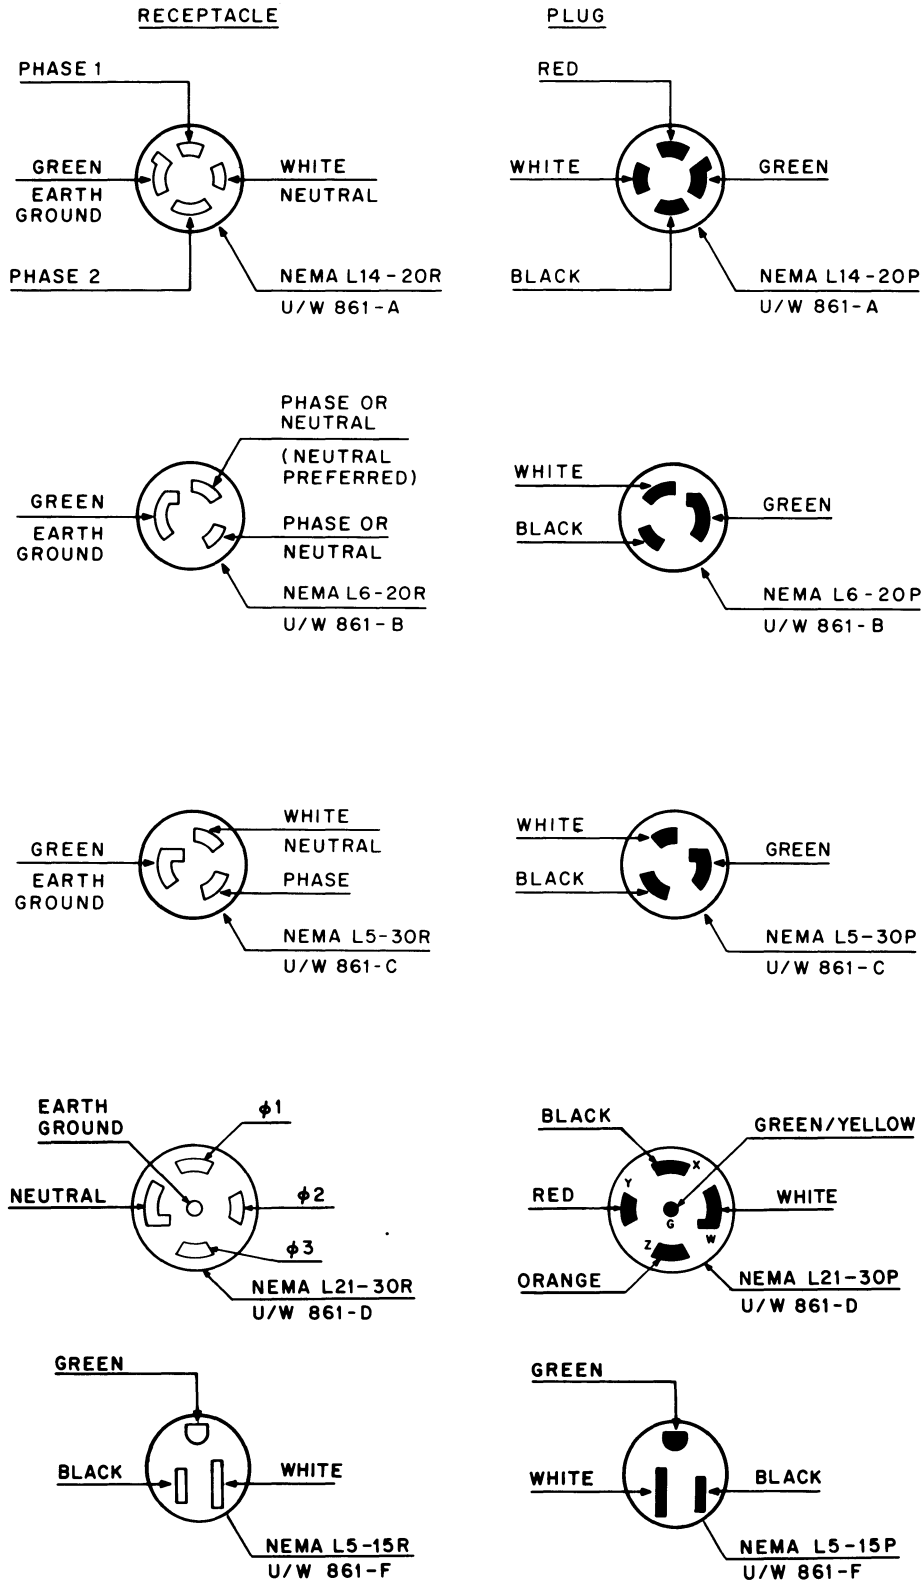 RECEPTACLE
PLUG
PHASE 1
GREEN
EARTH
GROUND
WHITE
NEUTRAL
PHASE 2
NEMA L14-20R
U/W 861-A
RED
WHITE
GREEN
BLACK
NEMA L14-20P
U/W 861-A
PHASE OR
NEUTRAL
(NEUTRAL
PREFERRED)
GREEN
EARTH
GROUND
PHASE OR
NEUTRAL
NEMA L6-20R
U/W 861-B
WHITE
BLACK
GREEN
NEMA L6-20P
U/W 861-B
WHITE
NEUTRAL
GREEN
EARTH
GROUND
PHASE
NEMA L5-30R
U/W 861-C
WHITE
BLACK
GREEN
NEMA L5-30P
U/W 861-C
EARTH
GROUND
ϕ1
NEUTRAL
ϕ2
ϕ3
NEMA L21-30R
U/W 861-D
BLACK
GREEN/YELLOW
X
Y
RED
WHITE
G
W
Z
ORANGE
NEMA L21-30P
U/W 861-D
GREEN
BLACK
WHITE
NEMA L5-15R
U/W 861-F
GREEN
WHITE
BLACK
NEMA L5-15P
U/W 861-F